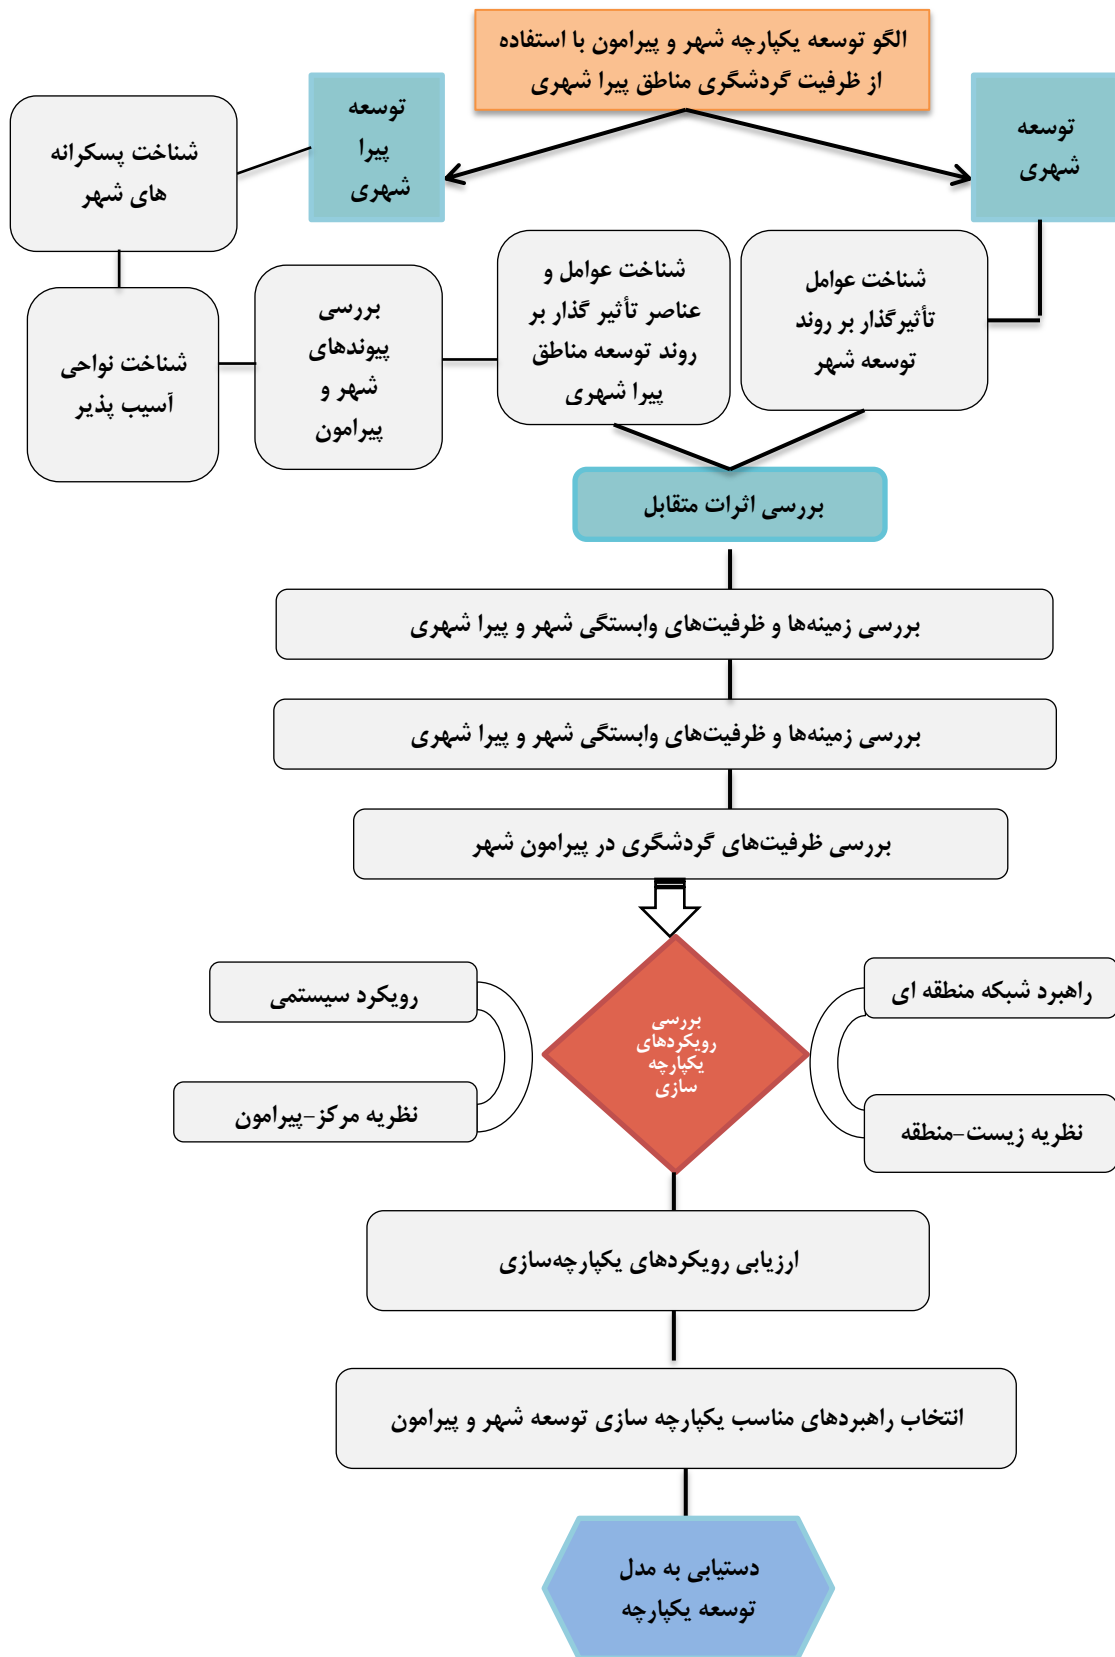 الگو توسعه یکپارچه شهر و پیرامون با استفاده
از ظرفیت گردشگری مناطق پیرا شهری
توسعه
شهری
توسعه
پیرا
شهری
شناخت پسکرانه
های شهر
شناخت عوامل
تأثیرگذار بر روند
توسعه شهر
شناخت عوامل و
عناصر تأثیر گذار بر
روند توسعه مناطق
پیرا شهری
بررسی
پیوندهای
شهر و
پیرامون
شناخت نواحی
آسیب پذیر
بررسی اثرات متقابل
بررسی زمینه‌ها و ظرفیت‌های وابستگی شهر و پیرا شهری
بررسی زمینه‌ها و ظرفیت‌های وابستگی شهر و پیرا شهری
بررسی ظرفیت‌های گردشگری در پیرامون شهر
راهبرد شبکه منطقه ای
نظریه زیست-منطقه
بررسی
رویکردهای
یکپارچه
سازی
رویکرد سیستمی
نظریه مرکز-پیرامون
ارزیابی رویکردهای یکپارچه‌سازی
انتخاب راهبردهای مناسب یکپارچه سازی توسعه شهر و پیرامون
دستیابی به مدل
توسعه یکپارچه